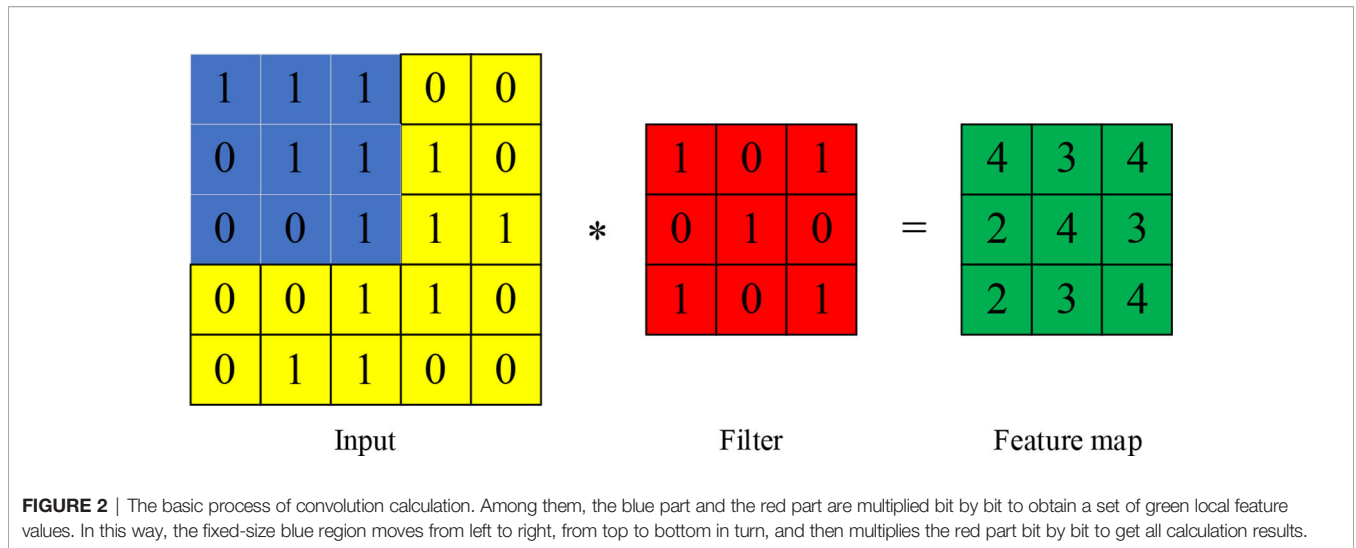 1 1 1 0 0
0 1 1 1 0
0 0 1 1 1
0 0 1 1 0
0 1 1 0 0
Input
*
1 0 1
0 1 0
1 0 1
Filter
=
4 3 4
2 4 3
2 3 4
Feature map
FIGURE 2 | The basic process of convolution calculation. Among them, the blue part and the red part are multiplied bit by bit to obtain a set of green local feature
values. In this way, the fixed-size blue region moves from left to right, from top to bottom in turn, and then multiplies the red part bit by bit to get all calculation results.